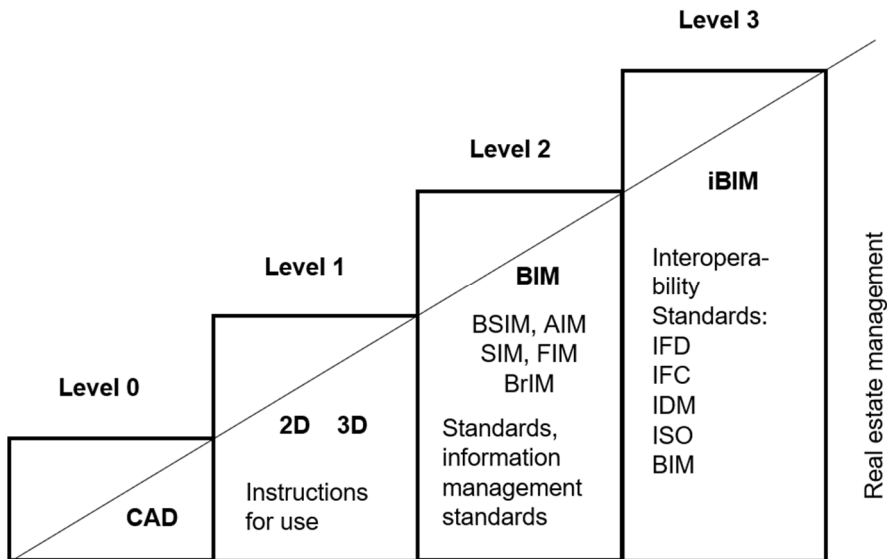 Level 0
CAD
Level 1
2D 3D
Instructions
for use
Level 2
BIM
BSIM, AIM
SIM, FIM
BrIM
Standards,
information
management
standards
Level 3
iBIM
Interopera-
bility
Standards:
IFD
IFC
IDM
ISO
BIM
Real estate management